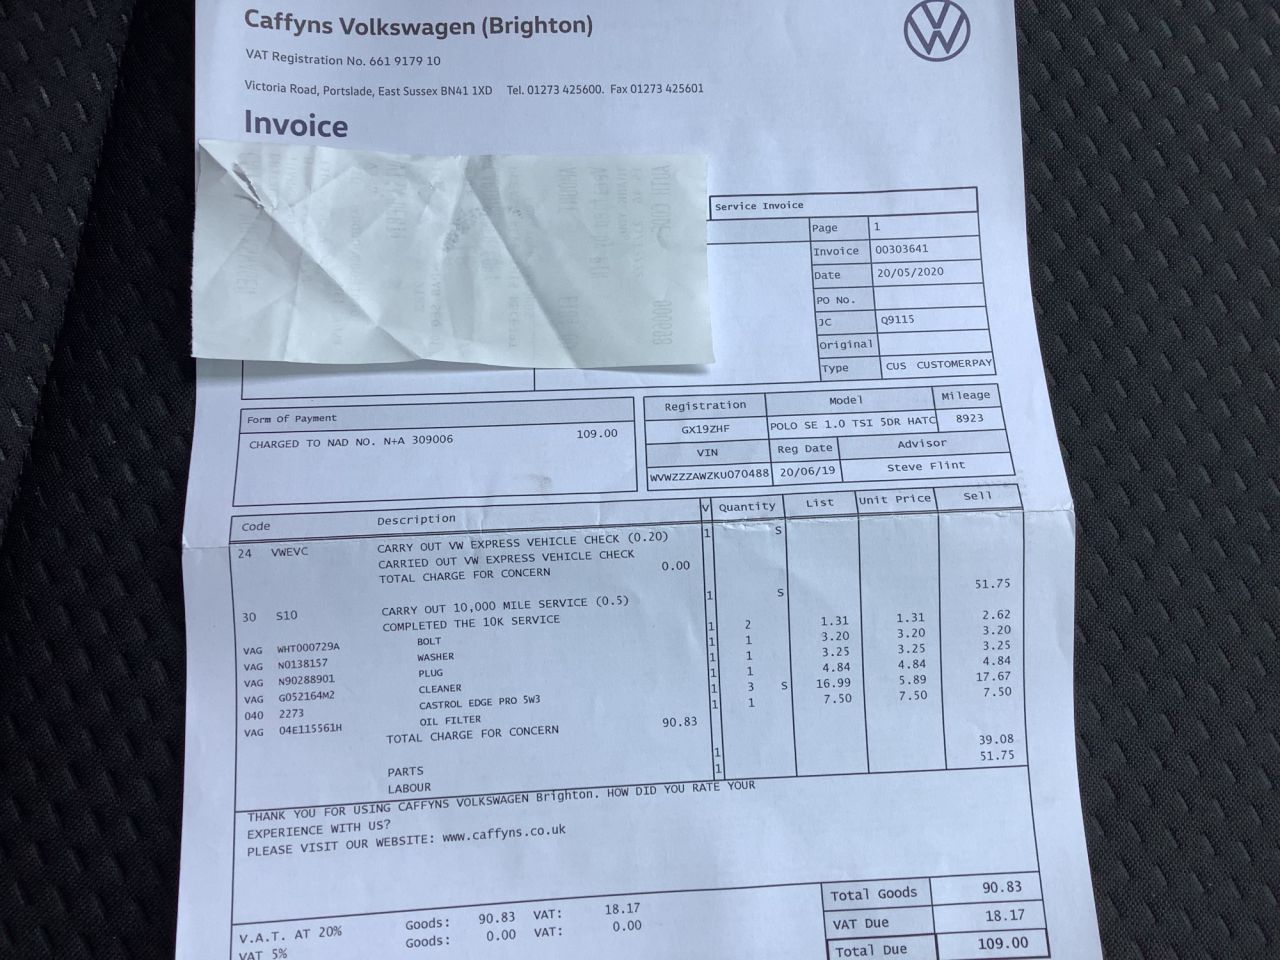 Caffyns Volkswagen (Brighton)
VAT Registration No. 661 9179 10
Victoria Road, Portslade, East Sussex BN41 1XD Tel. 01273 425600. Fax 01273 425601
Invoice
Service Invoice
Page 1
Invoice 00303641
Date 20/05/2020
PO No.
JC Q9115
Original
Type CUS CUSTOMERPAY
Form of Payment
CHARGED TO NAD NO. N+A 309006 109.00
Registration Model Mileage
GX19ZHF POLO SE 1.0 TSI 5DR HATC 8923
VIN Reg Date Advisor
WVWZZZAWZKU070488 20/06/19 Steve Flint
Code Description V Quantity List Unit Price Sell
24 VWEVC CARRY OUT VW EXPRESS VEHICLE CHECK (0.20) 1 S
CARRIED OUT VW EXPRESS VEHICLE CHECK
TOTAL CHARGE FOR CONCERN 0.00
30 S10 CARRY OUT 10,000 MILE SERVICE (0.5) 1 S 51.75
COMPLETED THE 10K SERVICE
VAG WHT000729A BOLT 1 2 1.31 1.31 2.62
VAG N0138157 WASHER 1 1 3.20 3.20 3.20
VAG N90288901 PLUG 1 1 3.25 3.25 3.25
VAG G052164M2 CLEANER 1 1 4.84 4.84 4.84
040 2273 CASTROL EDGE PRO 5W3 1 3 S 16.99 5.89 17.67
VAG 04E115561H OIL FILTER 1 1 7.50 7.50 7.50
TOTAL CHARGE FOR CONCERN 90.83
PARTS 1 39.08
LABOUR 1 51.75
THANK YOU FOR USING CAFFYNS VOLKSWAGEN Brighton. HOW DID YOU RATE YOUR
EXPERIENCE WITH US?
PLEASE VISIT OUR WEBSITE: www.caffyns.co.uk
V.A.T. AT 20% Goods: 90.83 VAT: 18.17
VAT 5% Goods: 0.00 VAT: 0.00
Total Goods 90.83
VAT Due 18.17
Total Due 109.00